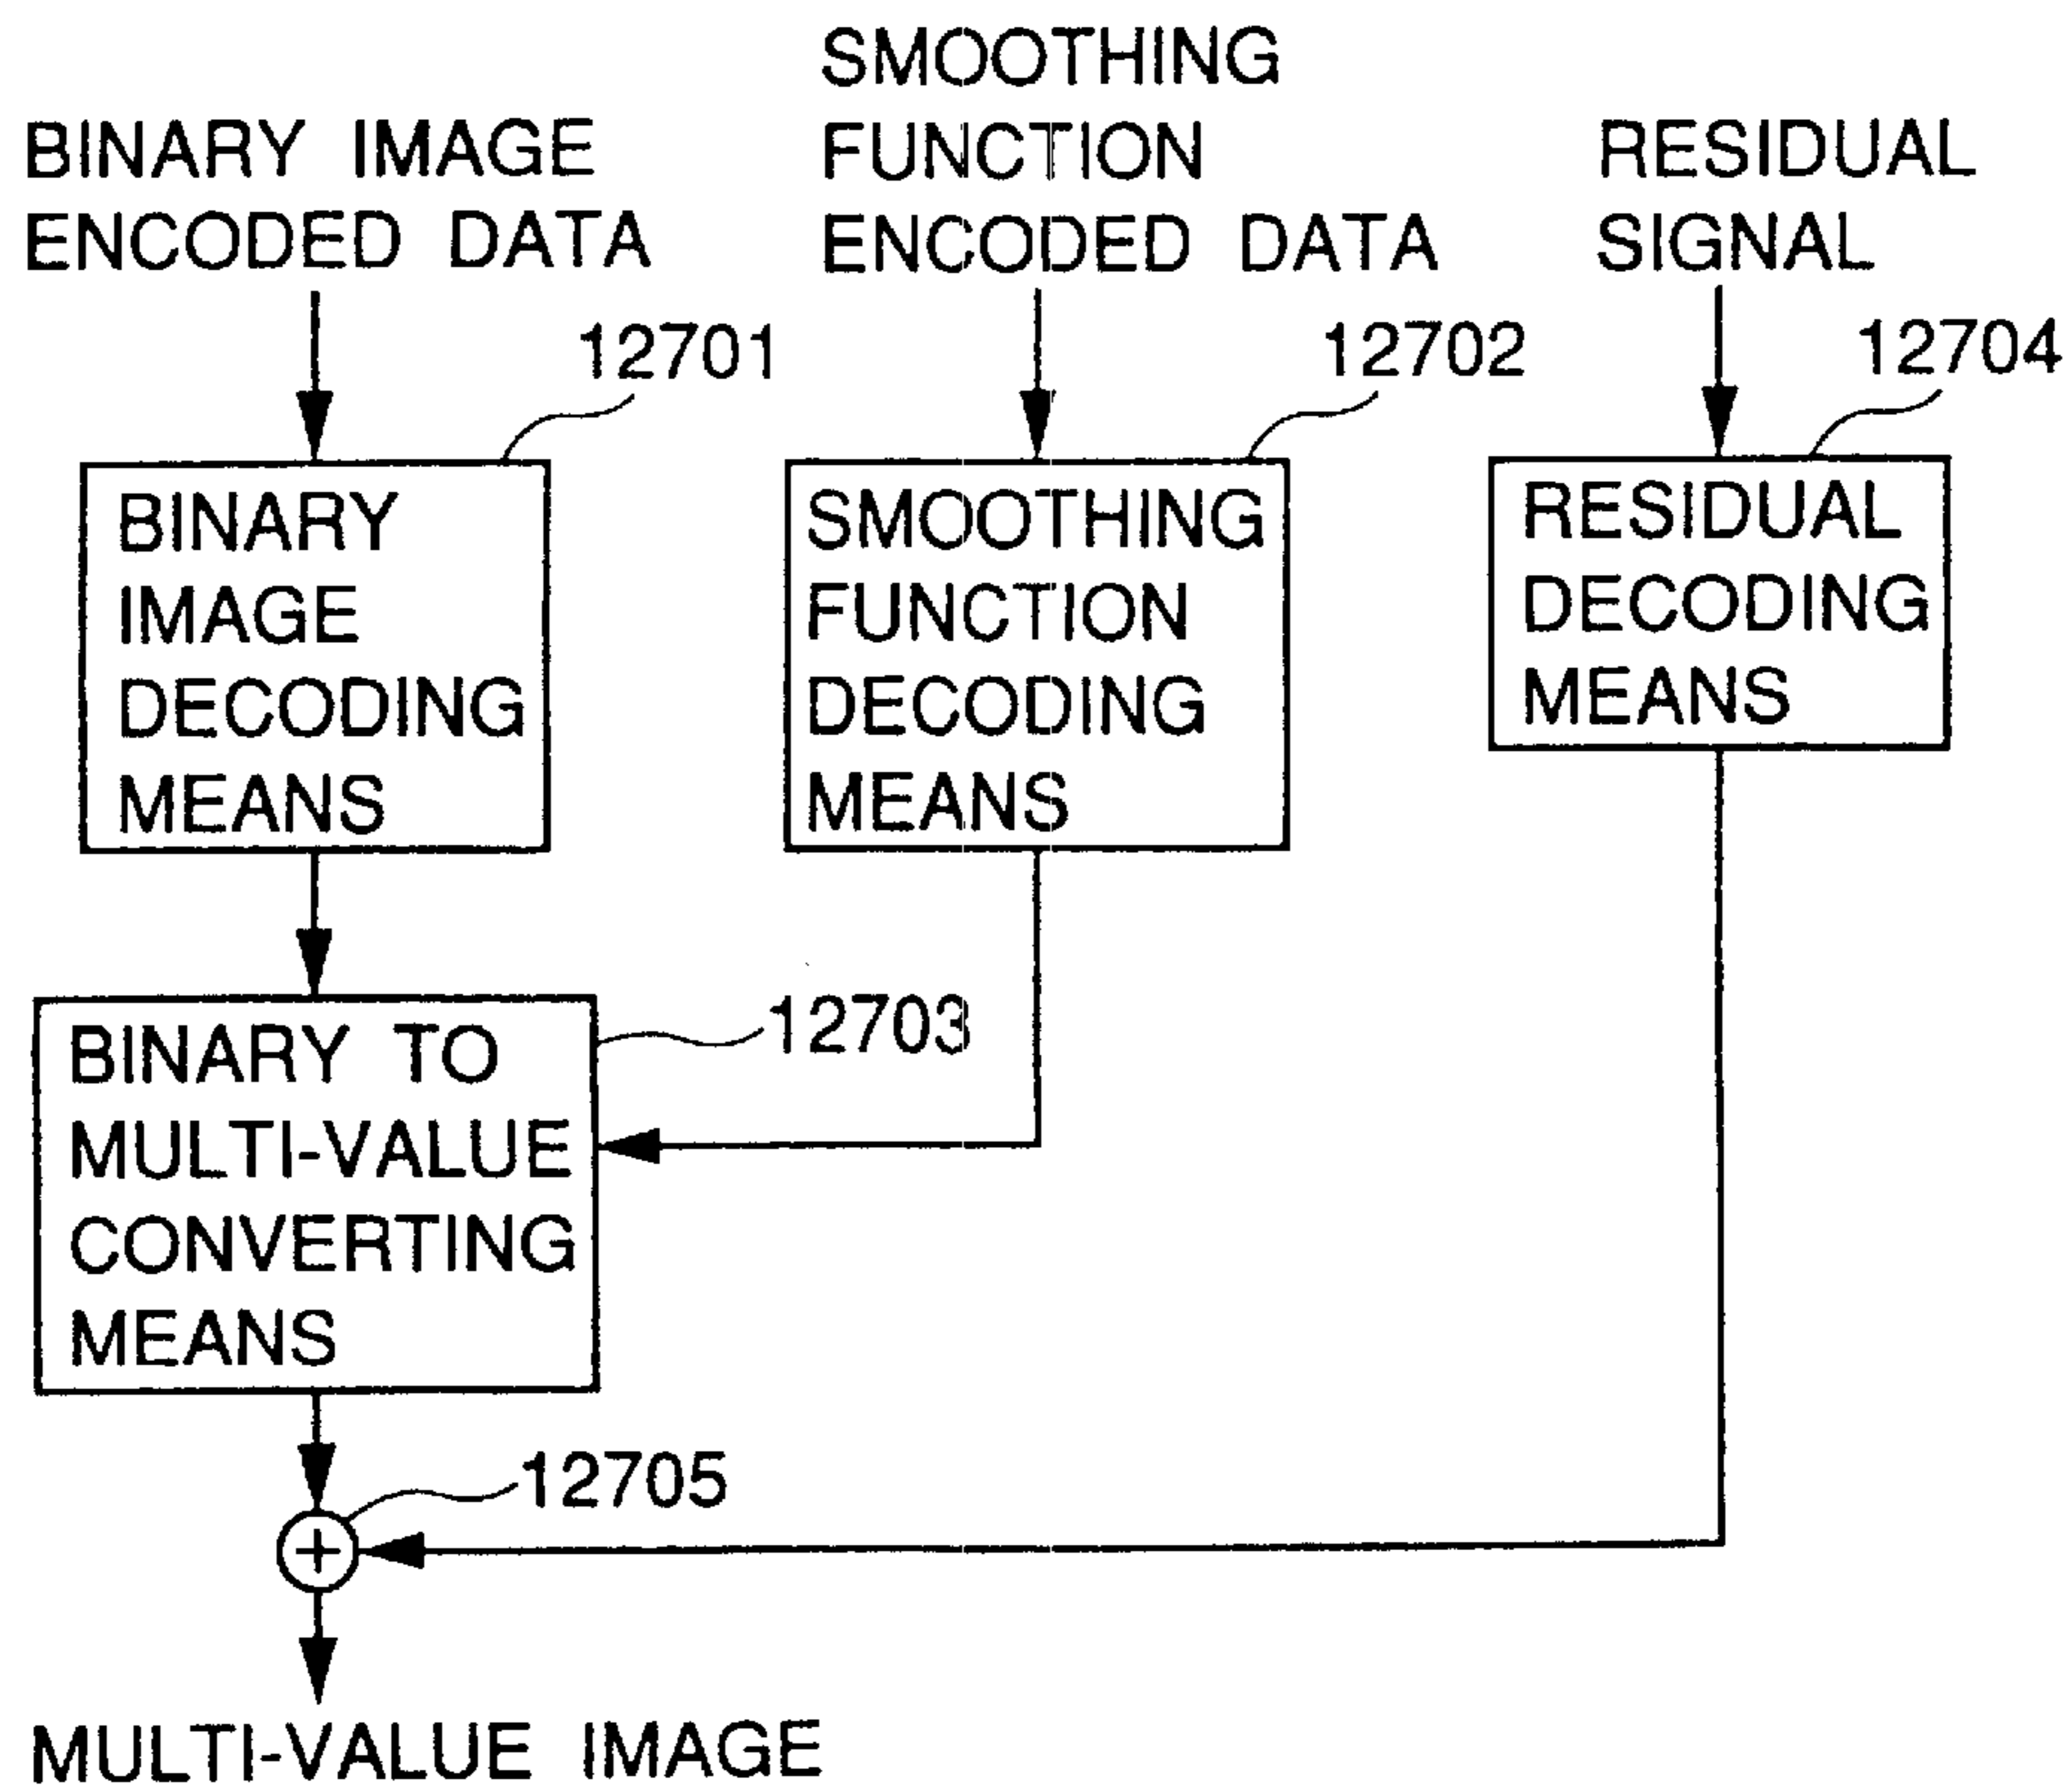 BINARY IMAGE
ENCODED DATA
SMOOTHING
FUNCTION
ENCODED DATA
RESIDUAL
SIGNAL
12701
12702
12704
BINARY
IMAGE
DECODING
MEANS
SMOOTHING
FUNCTION
DECODING
MEANS
RESIDUAL
DECODING
MEANS
12703
BINARY TO
MULTI-VALUE
CONVERTING
MEANS
12705
+
MULTI-VALUE IMAGE